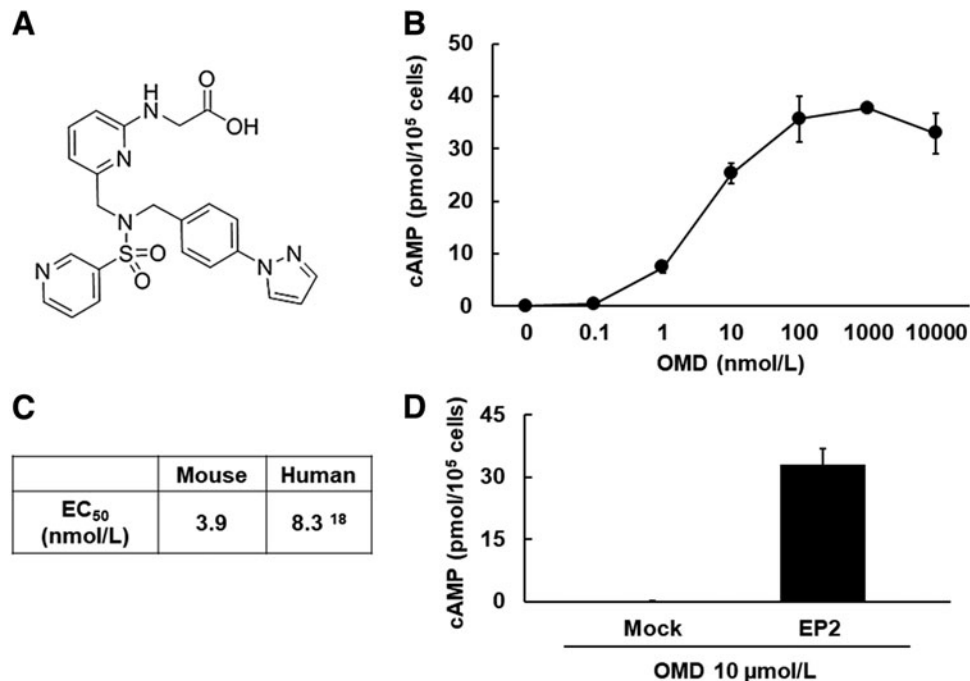 A
H
N
O
OH
N
N
S
O
O
N
N
N
B
cAMP (pmol/10⁵ cells)
50
40
30
20
10
0
0 0.1 1 10 100 1000 10000
OMD (nmol/L)
C
Mouse Human
EC₅₀ (nmol/L) 3.9 8.3 ¹⁸
D
cAMP (pmol/10⁵ cells)
45
30
15
0
Mock EP2
OMD 10 µmol/L